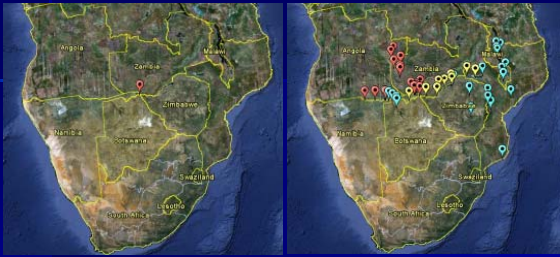 Angola
Zambia
Malawi
Zimbabwe
Namibia
Botswana
Swaziland
Lesotho
South Africa
Angola
Zambia
Malawi
Zimbabwe
Namibia
Botswana
Swaziland
Lesotho
South Africa